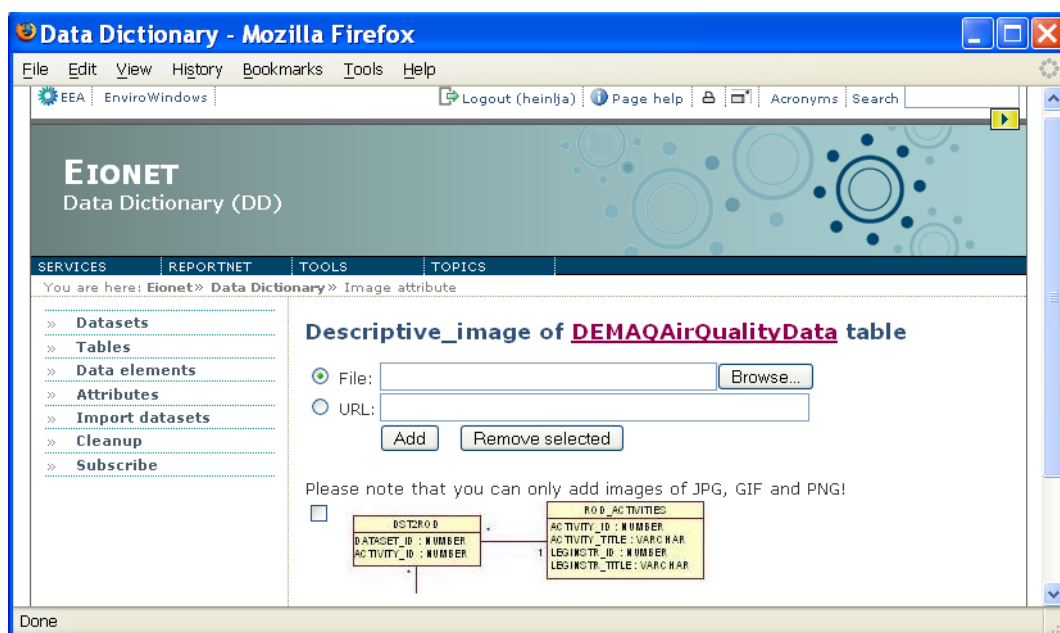 Data Dictionary - Mozilla Firefox
File Edit View History Bookmarks Tools Help
EEA EnviroWindows Logout (heinlja) Page help Acronyms Search
EIONET
Data Dictionary (DD)
SERVICES REPORTNET TOOLS TOPICS
You are here: Eionet» Data Dictionary» Image attribute
» Datasets
» Tables
» Data elements
» Attributes
» Import datasets
» Cleanup
» Subscribe
Descriptive_image of DEMAQAirQualityData table
File: Browse...
URL:
Add Remove selected
Please note that you can only add images of JPG, GIF and PNG!
DST2ROD
DATASET_ID : NUMBER
ACTIVITY_ID : NUMBER
*
1
*
ROD_ACTIVITIES
ACTIVITY_ID : NUMBER
ACTIVITY_TITLE : VARCHAR
LEGINSTR_ID : NUMBER
LEGINSTR_TITLE : VARCHAR
Done